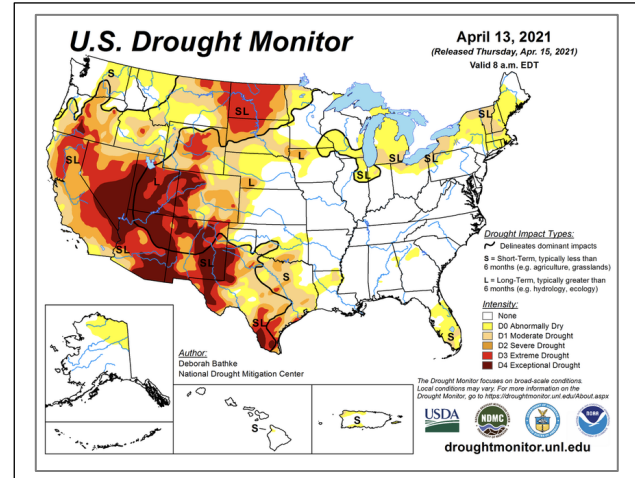 U.S. Drought Monitor
April 13, 2021
(Released Thursday, Apr. 15, 2021)
Valid 8 a.m. EDT
S
SL
SL
SL
SL
SL
SL
L
L
L
S
SL
SL
SL
S
S
S
Drought Impact Types:
Delineates dominant impacts
S = Short-Term, typically less than
6 months (e.g. agriculture, grasslands)
L = Long-Term, typically greater than
6 months (e.g. hydrology, ecology)
Intensity:
None
D0 Abnormally Dry
D1 Moderate Drought
D2 Severe Drought
D3 Extreme Drought
D4 Exceptional Drought
Author:
Deborah Bathke
National Drought Mitigation Center
The Drought Monitor focuses on broad-scale conditions.
Local conditions may vary. For more information on the
Drought Monitor, go to https://droughtmonitor.unl.edu/About.aspx
USDA
NDMC
NOAA
droughtmonitor.unl.edu